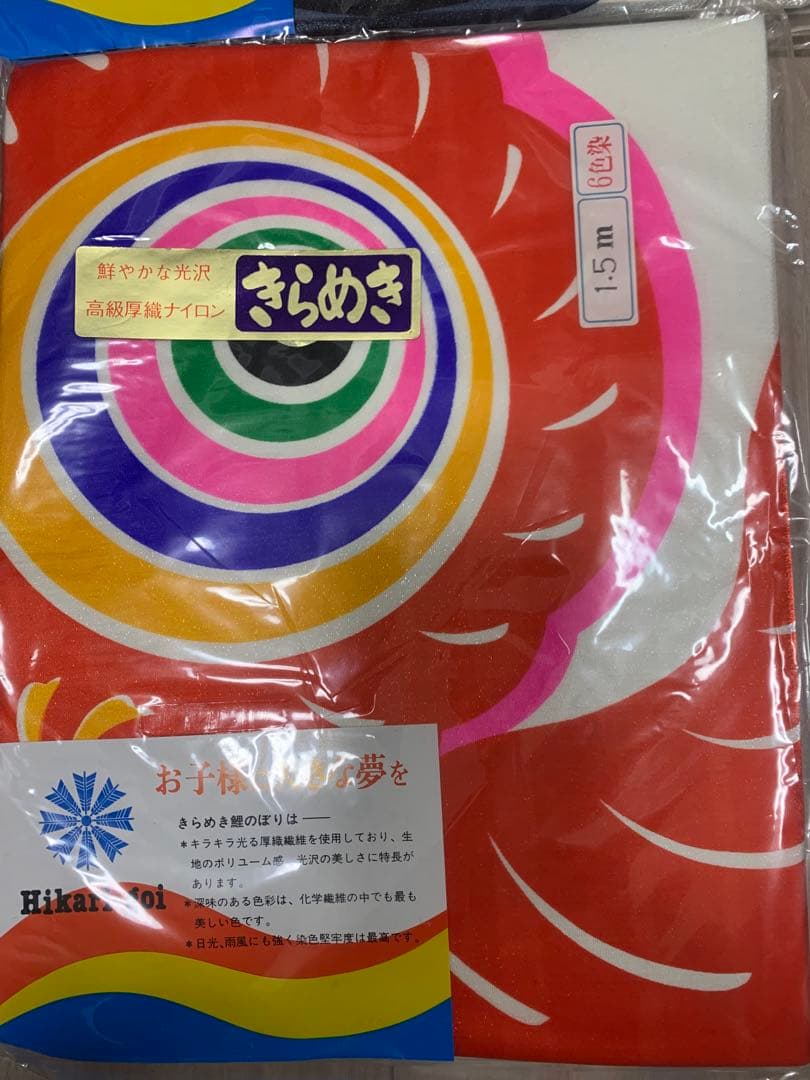 6色染
1.5m
鮮やかな光沢
高級厚織ナイロン
きらめき
お子様 夢を
きらめき鯉のぼりは──
*キラキラ光る厚織繊維を使用しており、生
地のボリューム感 光沢の美しさに特長が
あります。
*深味のある色彩は、化学繊維の中でも最も
美しい色です。
*日光、雨風にも強く染色堅牢度は最高です。
Hikari